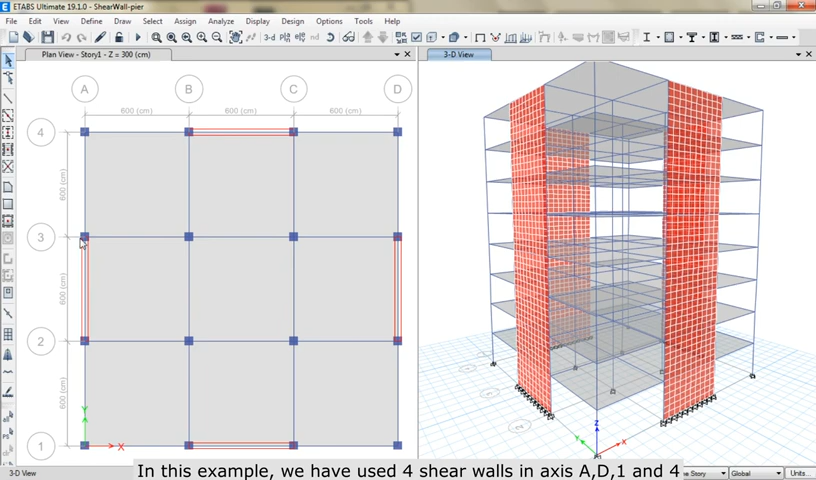 ETABS Ultimate 19.1.0 - ShearWall-pier
File Edit View Define Draw Select Assign Analyze Display Design Options Tools Help
Plan View - Story1 - Z = 300 (cm)
3-D View
A B C D
600 (cm) 600 (cm) 600 (cm)
4
600 (cm)
3
600 (cm)
2
600 (cm)
1
Y
X
Z
Y
X
In this example, we have used 4 shear walls in axis A,D,1 and 4
3-D View
Story
Global
Units...